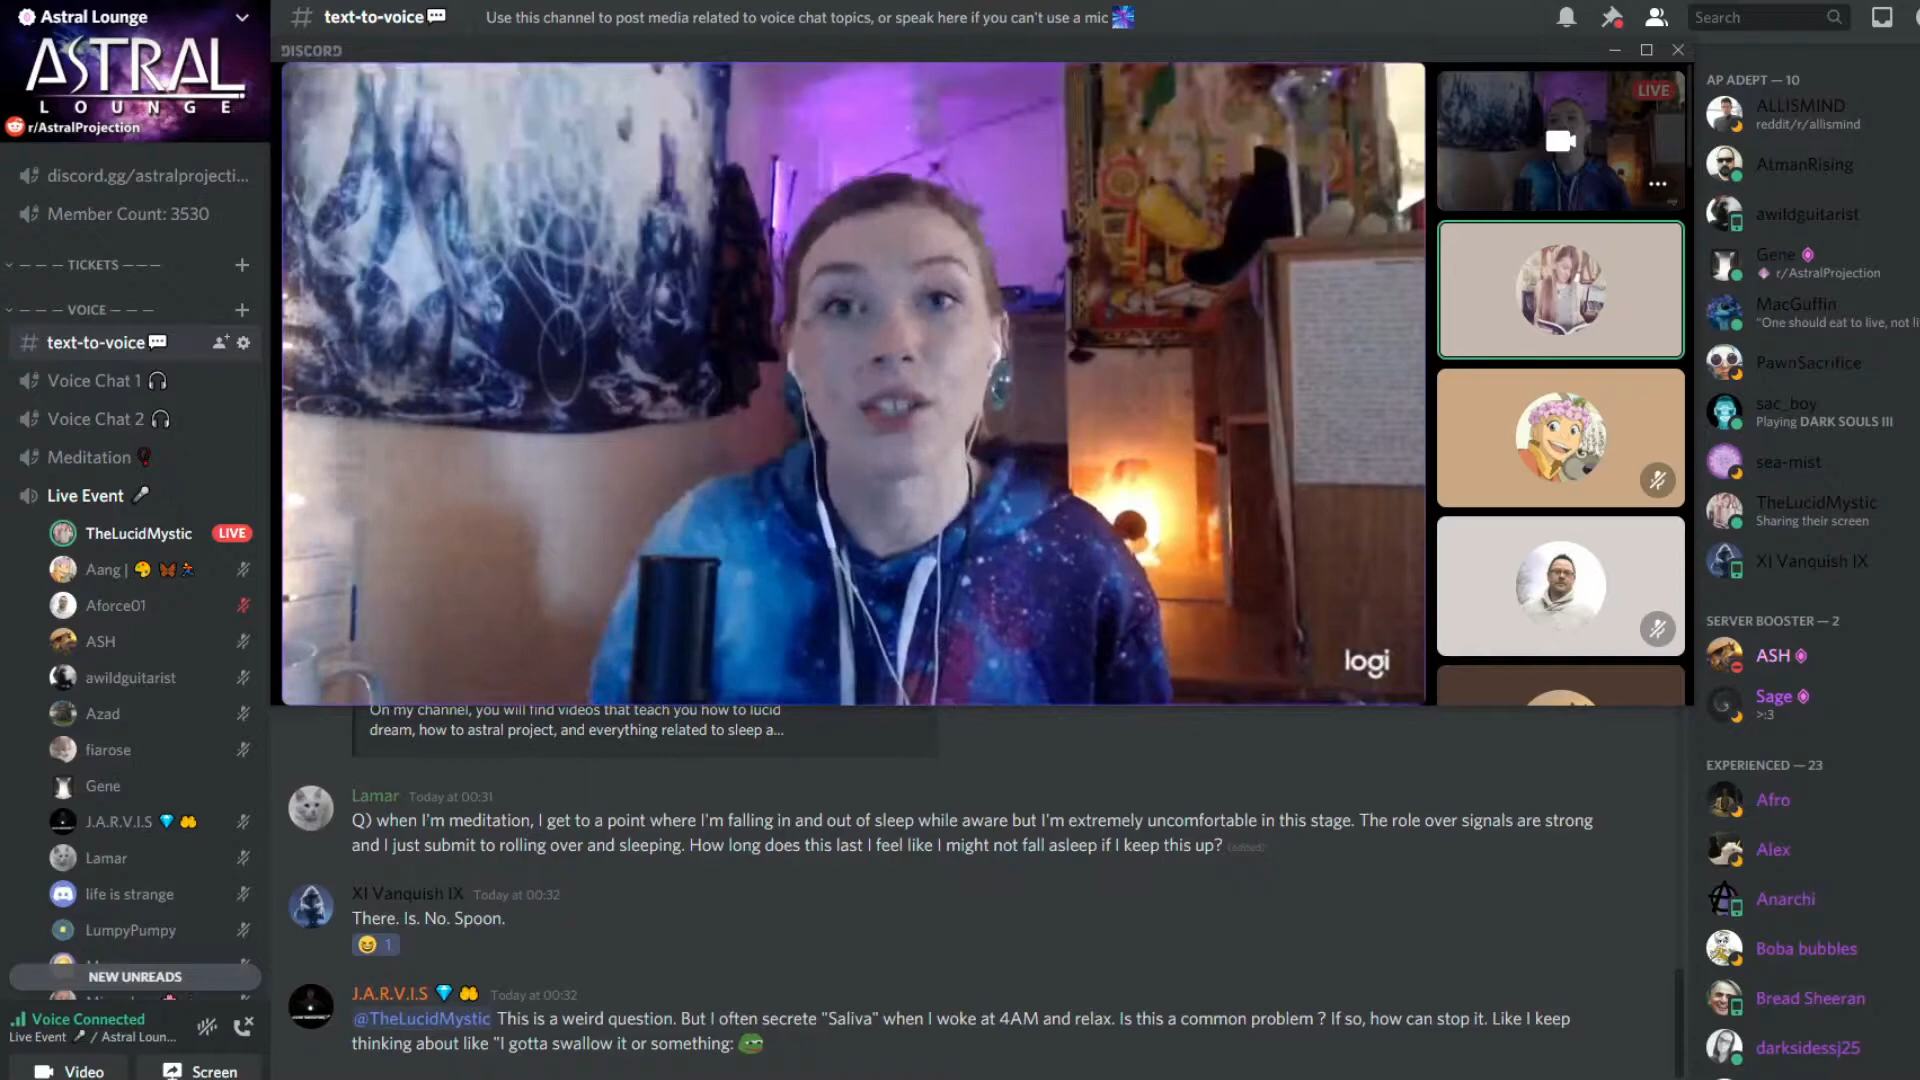 Astral Lounge
ASTRAL
LOUNGE
r/AstralProjection
discord.gg/astralprojecti...
Member Count: 3530
TICKETS
VOICE
text-to-voice
Voice Chat 1
Voice Chat 2
Meditation
Live Event
TheLucidMystic LIVE
Aang |
Aforce01
ASH
awildguitarist
Azad
fiarose
Gene
J.A.R.V.I.S
Lamar
life is strange
LumpyPumpy
NEW UNREADS
Voice Connected
Live Event / Astral Loun...
Video Screen
# text-to-voice Use this channel to post media related to voice chat topics, or speak here if you can't use a mic
Search
DISCORD
LIVE
logi
On my channel, you will find videos that teach you how to lucid
dream, how to astral project, and everything related to sleep a...
Lamar Today at 00:31
Q) when I'm meditation, I get to a point where I'm falling in and out of sleep while aware but I'm extremely uncomfortable in this stage. The role over signals are strong
and I just submit to rolling over and sleeping. How long does this last I feel like I might not fall asleep if I keep this up? (edited)
XI Vanquish IX Today at 00:32
There. Is. No. Spoon.
1
J.A.R.V.I.S Today at 00:32
@TheLucidMystic This is a weird question. But I often secrete "Saliva" when I woke at 4AM and relax. Is this a common problem ? If so, how can stop it. Like I keep
thinking about like "I gotta swallow it or something:
AP ADEPT — 10
ALLISMIND
reddit/r/allismind
AtmanRising
awildguitarist
Gene
r/AstralProjection
MacGuffin
"One should eat to live, not li
PawnSacrifice
sac_boy
Playing DARK SOULS III
sea-mist
TheLucidMystic
Sharing their screen
XI Vanquish IX
SERVER BOOSTER — 2
ASH
Sage
>:3
EXPERIENCED — 23
Afro
Alex
Anarchi
Boba bubbles
Bread Sheeran
darksidessj25